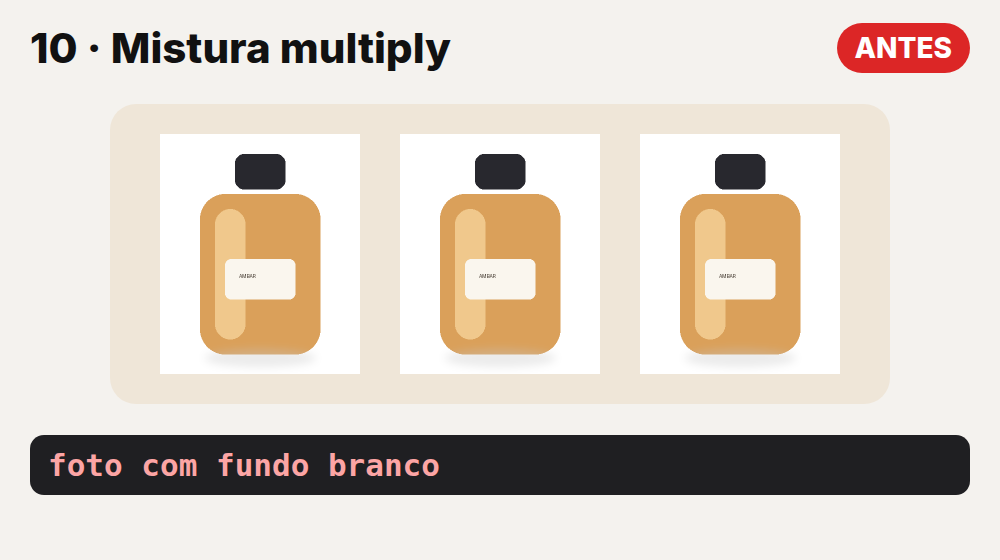 10 · Mistura multiply
ANTES
AMBAR
AMBAR
AMBAR
foto com fundo branco